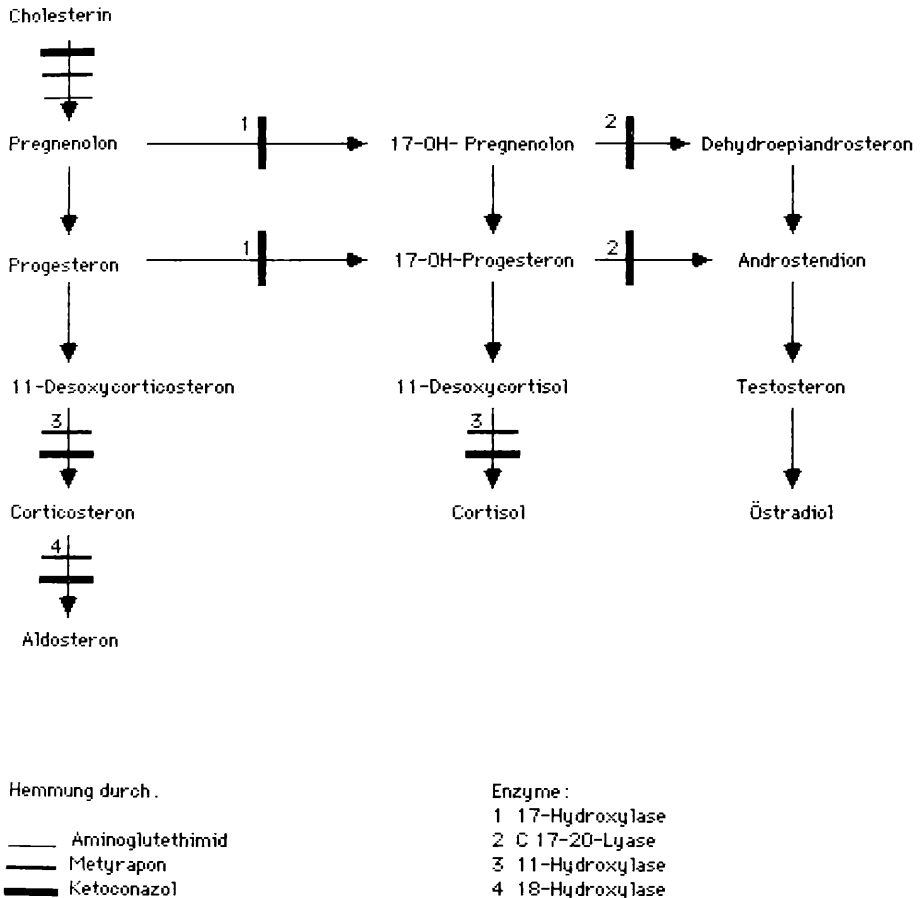 Cholesterin
1
2
Pregnenolon
17-OH- Pregnenolon
Dehydroepiandrosteron
1
2
Progesteron
17-OH-Progesteron
Androstendion
11-Desoxycorticosteron
11-Desoxycortisol
Testosteron
3
3
Corticosteron
Cortisol
Östradiol
4
Aldosteron
Hemmung durch.
Aminoglutethimid
Metyrapon
Ketoconazol
Enzyme:
1 17-Hydroxylase
2 C 17-20-Lyase
3 11-Hydroxylase
4 18-Hydroxylase